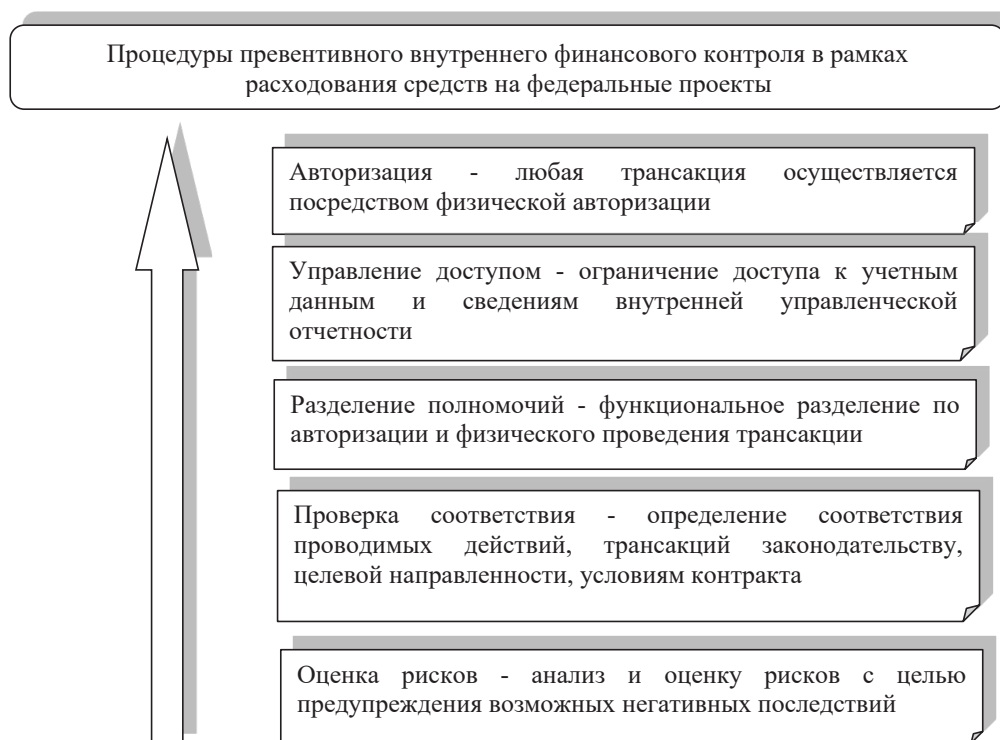 Процедуры превентивного внутреннего финансового контроля в рамках
расходования средств на федеральные проекты
Авторизация - любая трансакция осуществляется
посредством физической авторизации
Управление доступом - ограничение доступа к учетным
данным и сведениям внутренней управленческой
отчетности
Разделение полномочий - функциональное разделение по
авторизации и физического проведения трансакции
Проверка соответствия - определение соответствия
проводимых действий, трансакций законодательству,
целевой направленности, условиям контракта
Оценка рисков - анализ и оценку рисков с целью
предупреждения возможных негативных последствий